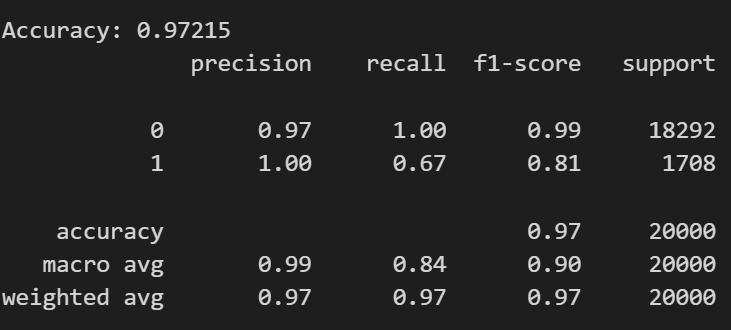 Accuracy: 0.97215
precision recall f1-score support
0 0.97 1.00 0.99 18292
1 1.00 0.67 0.81 1708
accuracy 0.97 20000
macro avg 0.99 0.84 0.90 20000
weighted avg 0.97 0.97 0.97 20000